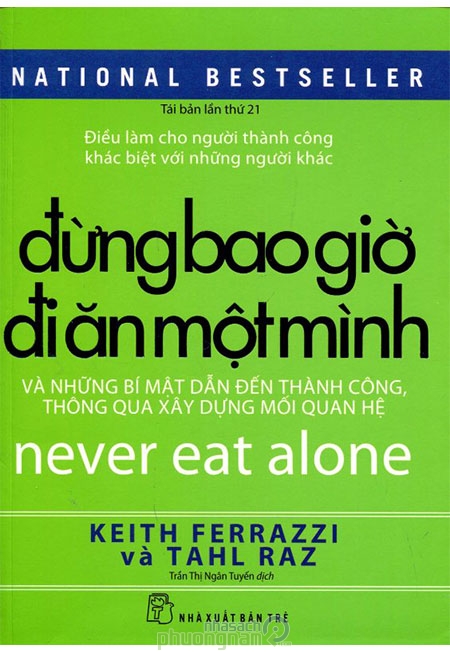 NATIONAL BESTSELLER
Tái bản lần thứ 21
Điều làm cho người thành công
khác biệt với những người khác
đừng bao giờ
đi ăn một mình
VÀ NHỮNG BÍ MẬT DẪN ĐẾN THÀNH CÔNG,
THÔNG QUA XÂY DỰNG MỐI QUAN HỆ
never eat alone
KEITH FERRAZZI
và TAHL RAZ
Trần Thị Ngân Tuyến dịch
NHÀ XUẤT BẢN TRẺ
nhasach
phuongnam